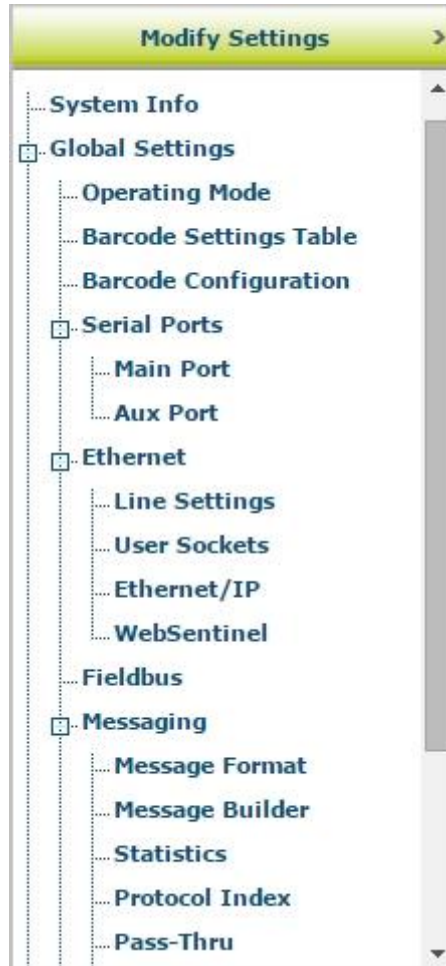 Modify Settings
System Info
Global Settings
Operating Mode
Barcode Settings Table
Barcode Configuration
Serial Ports
Main Port
Aux Port
Ethernet
Line Settings
User Sockets
Ethernet/IP
WebSentinel
Fieldbus
Messaging
Message Format
Message Builder
Statistics
Protocol Index
Pass-Thru